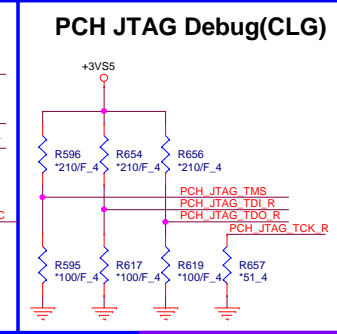 PCH JTAG Debug(CLG)
+3VS5
R596 R654 R656
*210/F_4 *210/F_4 *210/F_4
PCH_JTAG_TMS
PCH_JTAG_TDI_R
PCH_JTAG_TDO_R
PCH_JTAG_TCK_R
C
R595 R617 R619 R657
*100/F_4 *100/F_4 *100/F_4 *51_4